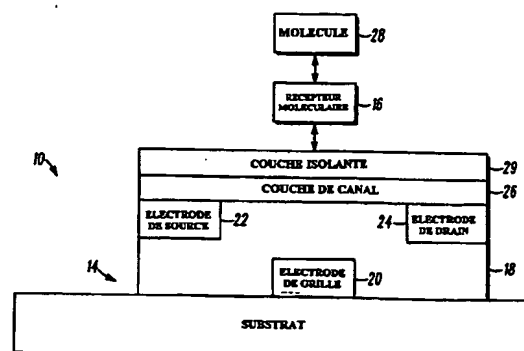 MOLECULE
28
RECEPTEUR
MOLECULAIRE
16
10
COUCHE ISOLANTE
29
COUCHE DE CANAL
26
ELECTRODE
DE SOURCE
22
24
ELECTRODE
DE DRAIN
14
18
ELECTRODE
DE GRILLE
20
SUBSTRAT